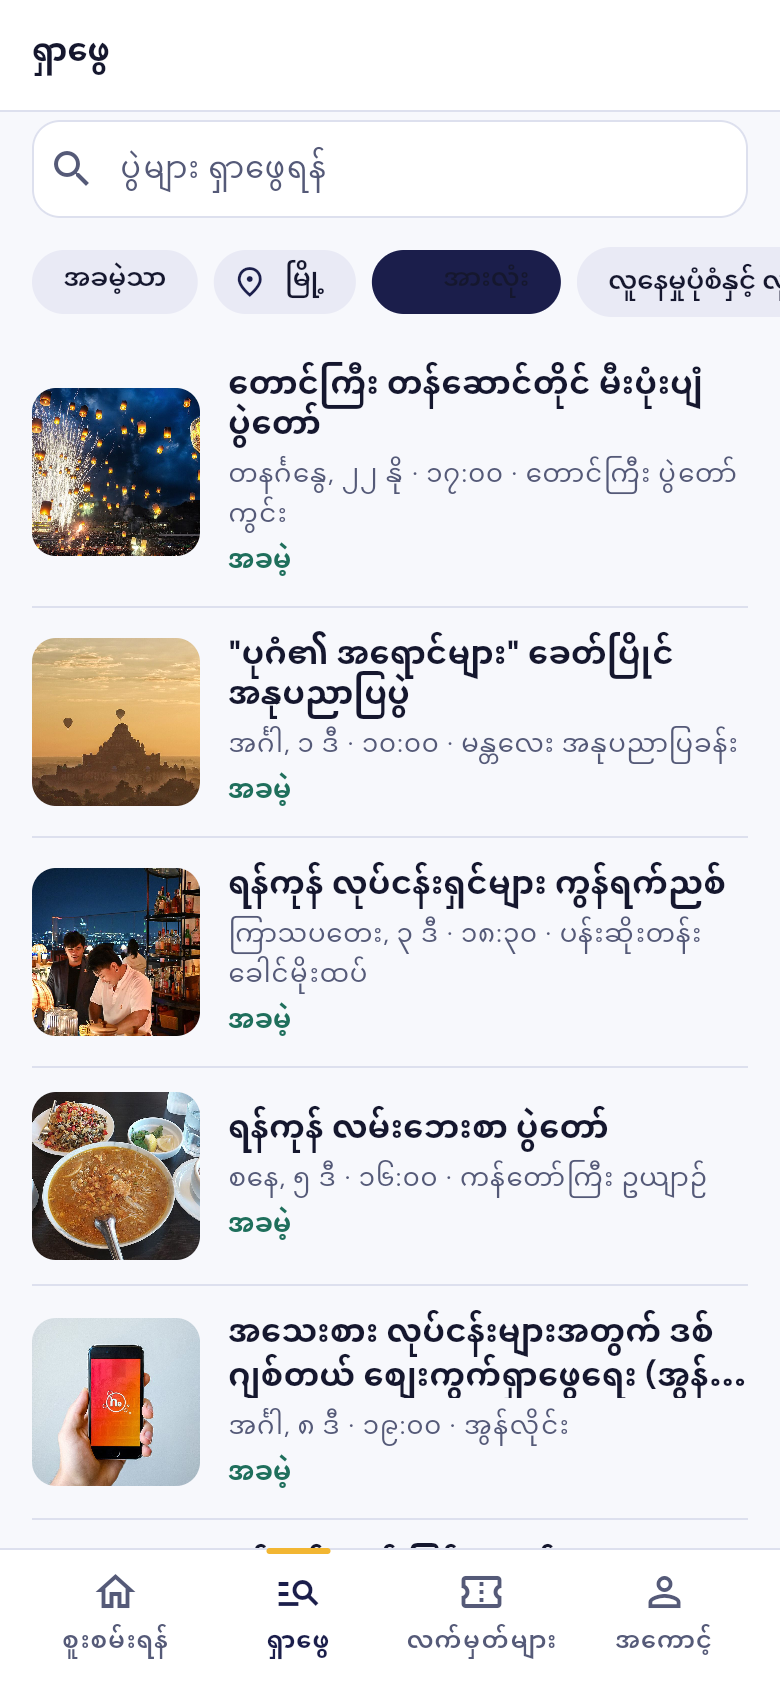 ရှာဖွေ
ပွဲများ ရှာဖွေရန်
အခမဲ့သာ
မြို့
အားလုံး
လူနေမှုပုံစံနှင့်
တောင်ကြီး တန်ဆောင်တိုင် မီးပုံးပျံ
ပွဲတော်
တနင်္ဂနွေ, ၂၂ နို · ၁၇:၀၀ · တောင်ကြီး ပွဲတော်
ကွင်း
အခမဲ့
"ပုဂံ၏ အရောင်များ" ခေတ်ပြိုင်
အနုပညာပြပွဲ
အင်္ဂါ, ၁ ဒီ · ၁၀:၀၀ · မန္တလေး အနုပညာပြခန်း
အခမဲ့
ရန်ကုန် လုပ်ငန်းရှင်များ ကွန်ရက်ညစ်
ကြာသပတေး, ၃ ဒီ · ၁၈:၃၀ · ပန်းဆိုးတန်း
ခေါင်မိုးထပ်
အခမဲ့
ရန်ကုန် လမ်းဘေးစာ ပွဲတော်
စနေ, ၅ ဒီ · ၁၆:၀၀ · ကန်တော်ကြီး ဥယျာဉ်
အခမဲ့
အသေးစား လုပ်ငန်းများအတွက် ဒစ်
ဂျစ်တယ် စျေးကွက်ရှာဖွေရေး (အွန်...
အင်္ဂါ, ၈ ဒီ · ၁၉:၀၀ · အွန်လိုင်း
အခမဲ့
စူးစမ်းရန်
ရှာဖွေ
လက်မှတ်များ
အကောင့်